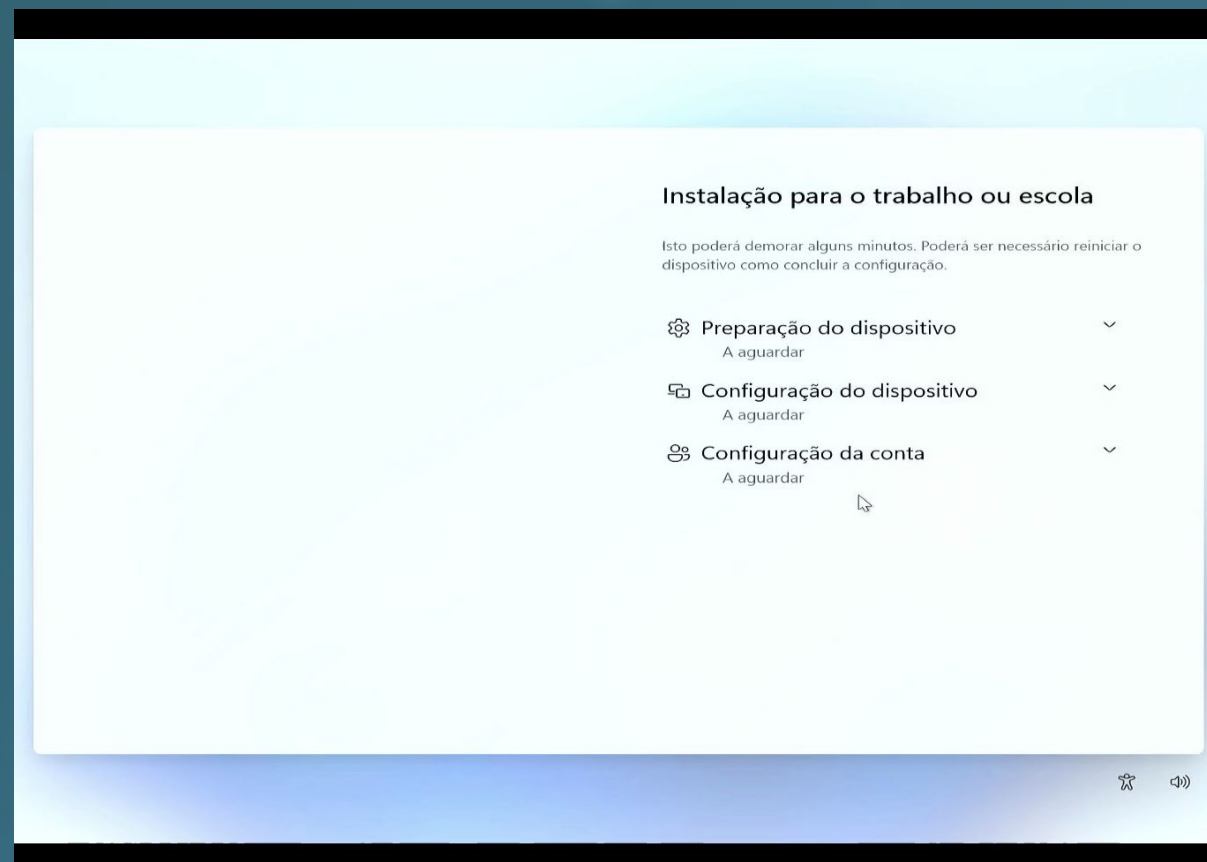 Instalação para o trabalho ou escola
Isto poderá demorar alguns minutos. Poderá ser necessário reiniciar o
dispositivo como concluir a configuração.
Preparação do dispositivo
A aguardar
Configuração do dispositivo
A aguardar
Configuração da conta
A aguardar